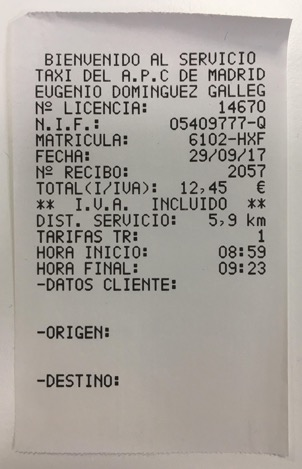 BIENVENIDO AL SERVICIO
TAXI DEL A.P.C DE MADRID
EUGENIO DOMINGUEZ GALLEG
Nº LICENCIA: 14670
N.I.F.: 05409777-Q
MATRICULA: 6102-HXF
FECHA: 29/09/17
Nº RECIBO: 2057
TOTAL(I/IVA): 12,45 €
** I.V.A. INCLUIDO **
DIST. SERVICIO: 5,9 km
TARIFAS TR: 1
HORA INICIO: 08:59
HORA FINAL: 09:23
-DATOS CLIENTE:
-ORIGEN:
-DESTINO: